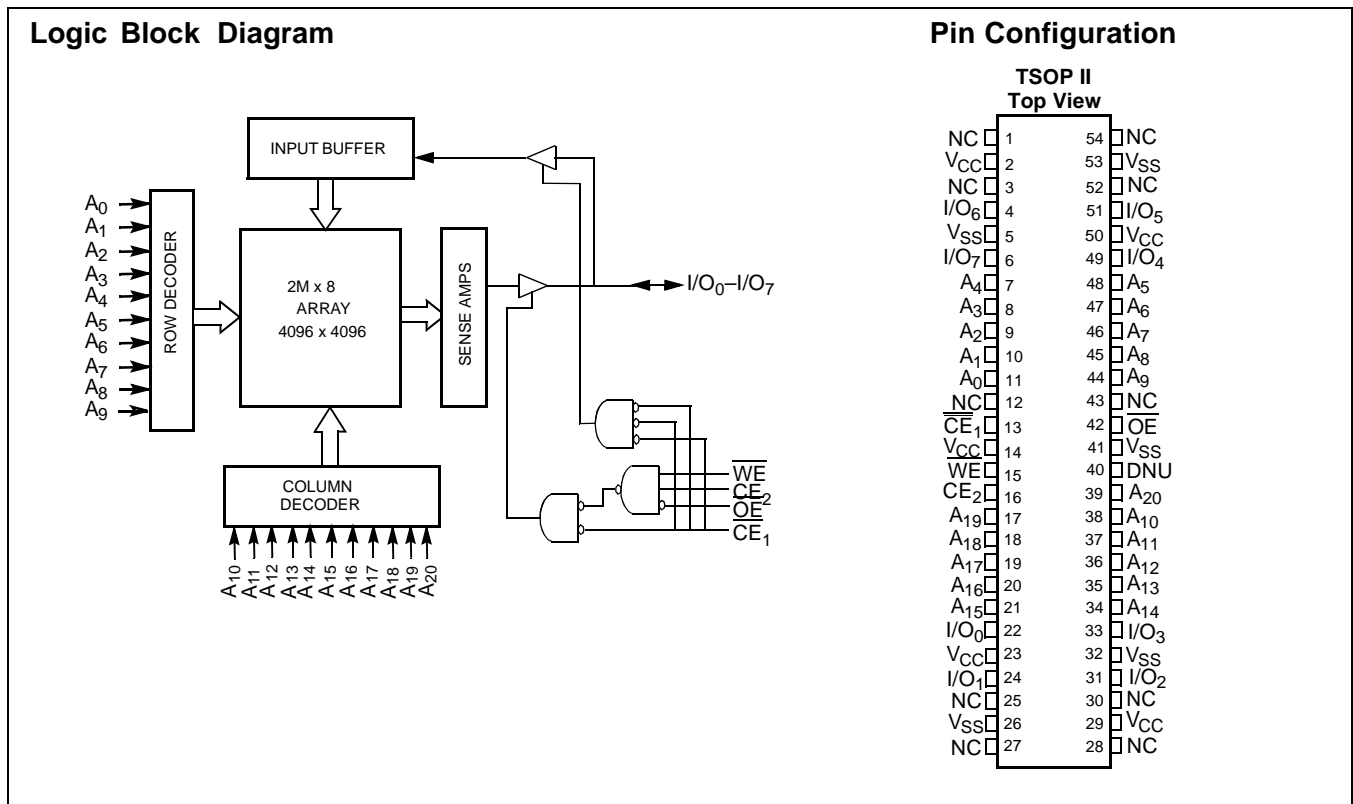 Logic Block Diagram
INPUT BUFFER
A0
A1
A2
A3
A4
A5
A6
A7
A8
A9
ROW DECODER
2M x 8
ARRAY
4096 x 4096
SENSE AMPS
I/O0–I/O7
COLUMN
DECODER
A10
A11
A12
A13
A14
A15
A16
A17
A18
A19
A20
WE
CE2
OE
CE1
Pin Configuration
TSOP II
Top View
NC 1 54 NC
VCC 2 53 VSS
NC 3 52 NC
I/O6 4 51 I/O5
VSS 5 50 VCC
I/O7 6 49 I/O4
A4 7 48 A5
A3 8 47 A6
A2 9 46 A7
A1 10 45 A8
A0 11 44 A9
NC 12 43 NC
CE1 13 42 OE
VCC 14 41 VSS
WE 15 40 DNU
CE2 16 39 A20
A19 17 38 A10
A18 18 37 A11
A17 19 36 A12
A16 20 35 A13
A15 21 34 A14
I/O0 22 33 I/O3
VCC 23 32 VSS
I/O1 24 31 I/O2
NC 25 30 NC
VSS 26 29 VCC
NC 27 28 NC